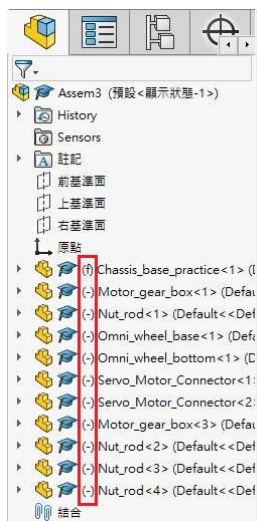 Assem3 (預設<顯示狀態-1>)
History
Sensors
A 註記
前基準面
上基準面
右基準面
原點
(f) Chassis_base_practice<1> (
(-) Motor_gear_box<1> (Defau
(-) Nut_rod<1> (Default<<Def
(-) Omni_wheel_base<1> (Defa
(-) Omni_wheel_bottom<1> (D
(-) Servo_Motor_Connector<1
(-) Servo_Motor_Connector<2
(-) Motor_gear_box<3> (Defau
(-) Nut_rod<2> (Default<<Def
(-) Nut_rod<3> (Default<<Def
(-) Nut_rod<4> (Default<<Def
結合